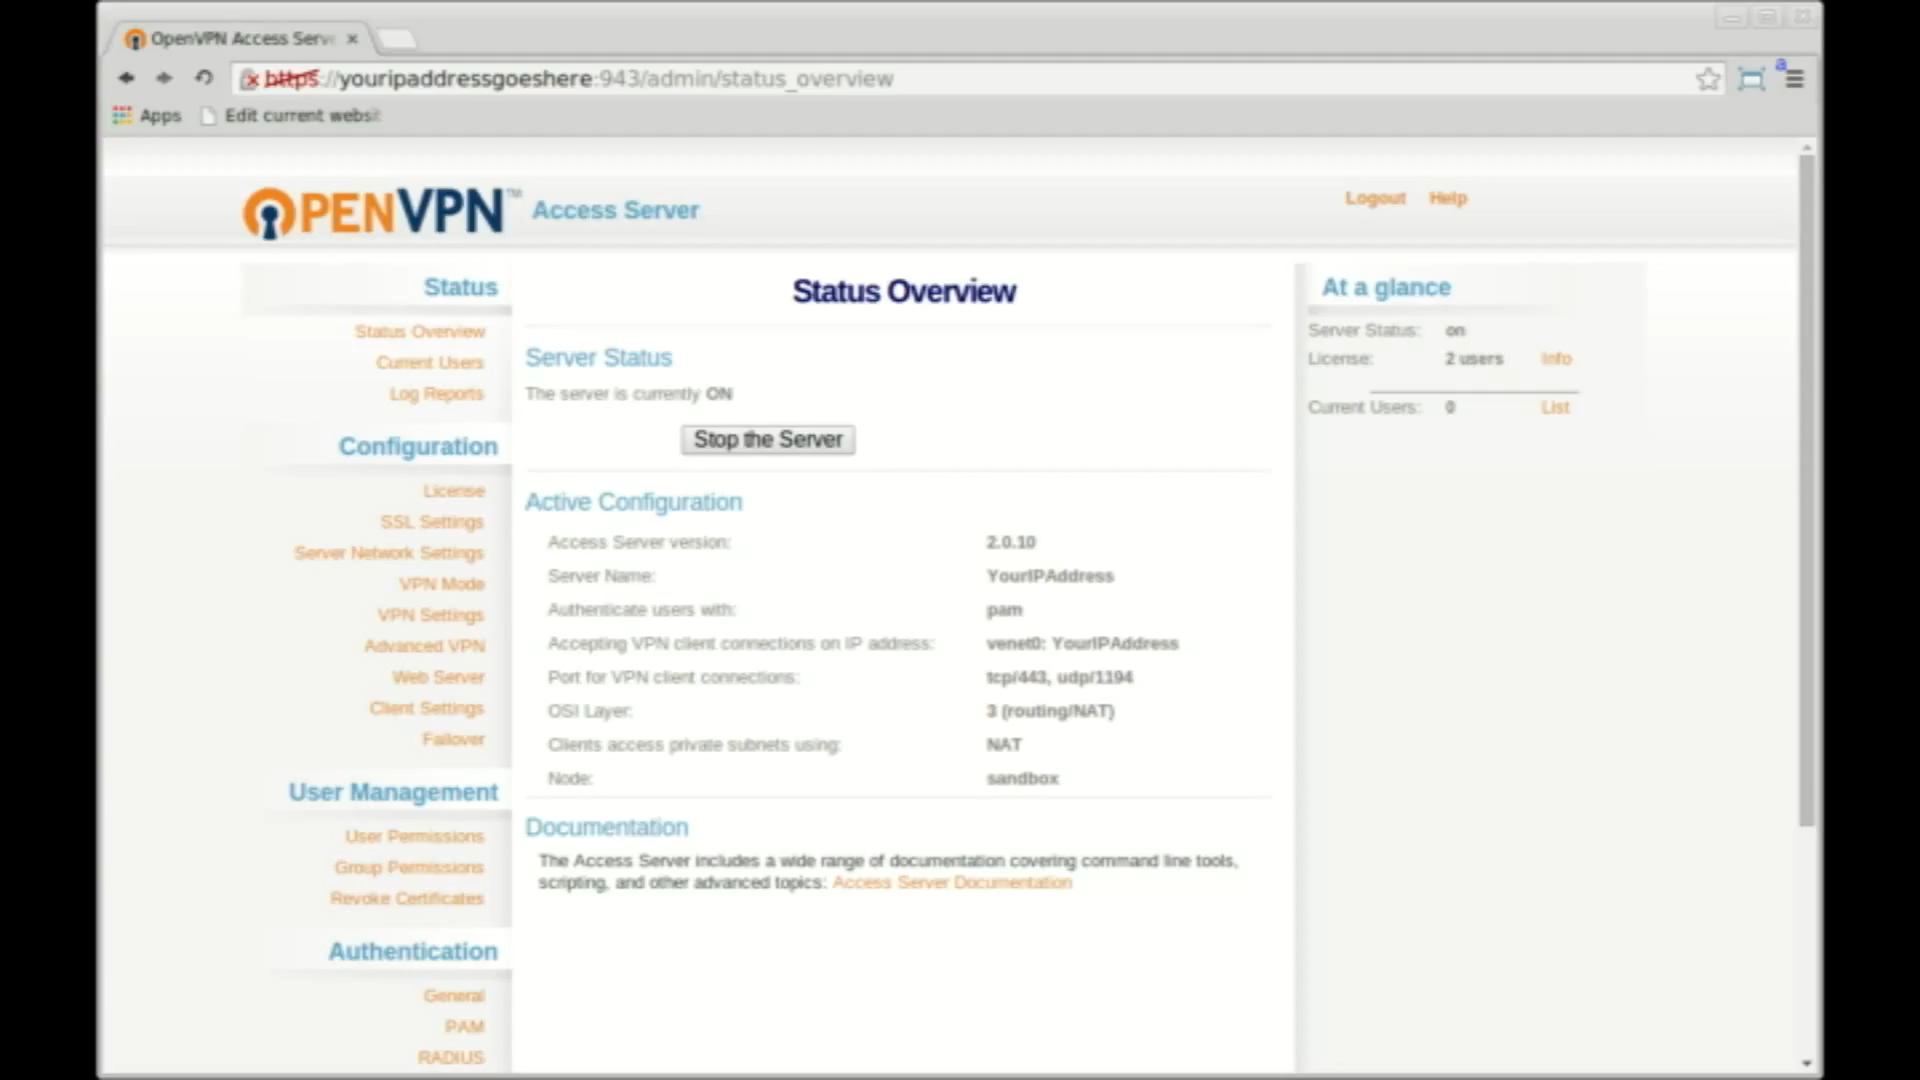 OpenVPN Access Serv
https://youripaddressgoeshere:943/admin/status_overview
a
Apps
Edit current websit
OPENVPN™ Access Server
Logout Help
Status
Status Overview
Current Users
Log Reports
Configuration
License
SSL Settings
Server Network Settings
VPN Mode
VPN Settings
Advanced VPN
Web Server
Client Settings
Failover
User Management
User Permissions
Group Permissions
Revoke Certificates
Authentication
General
PAM
RADIUS
Status Overview
Server Status
The server is currently ON
Stop the Server
Active Configuration
Access Server version: 2.0.10
Server Name: YourIPAddress
Authenticate users with: pam
Accepting VPN client connections on IP address: venet0: YourIPAddress
Port for VPN client connections: tcp/443, udp/1194
OSI Layer: 3 (routing/NAT)
Clients access private subnets using: NAT
Node: sandbox
Documentation
The Access Server includes a wide range of documentation covering command line tools,
scripting, and other advanced topics: Access Server Documentation
At a glance
Server Status: on
License: 2 users Info
Current Users: 0 List